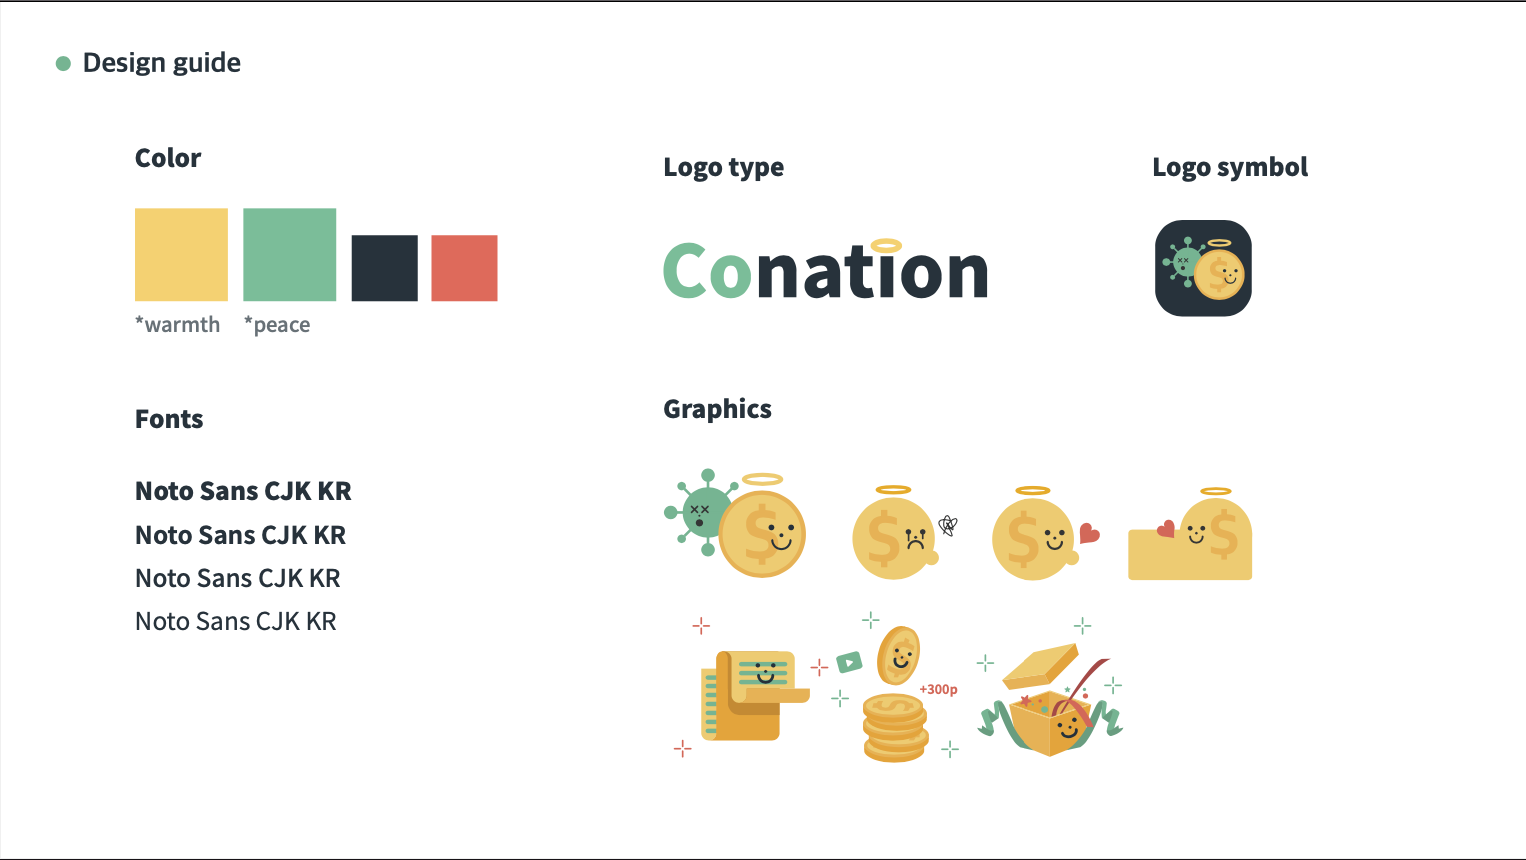 Design guide
Color
*warmth *peace
Fonts
Noto Sans CJK KR
Noto Sans CJK KR
Noto Sans CJK KR
Noto Sans CJK KR
Logo type
Conation
Logo symbol
$
Graphics
$
$
$
$
+300p
$